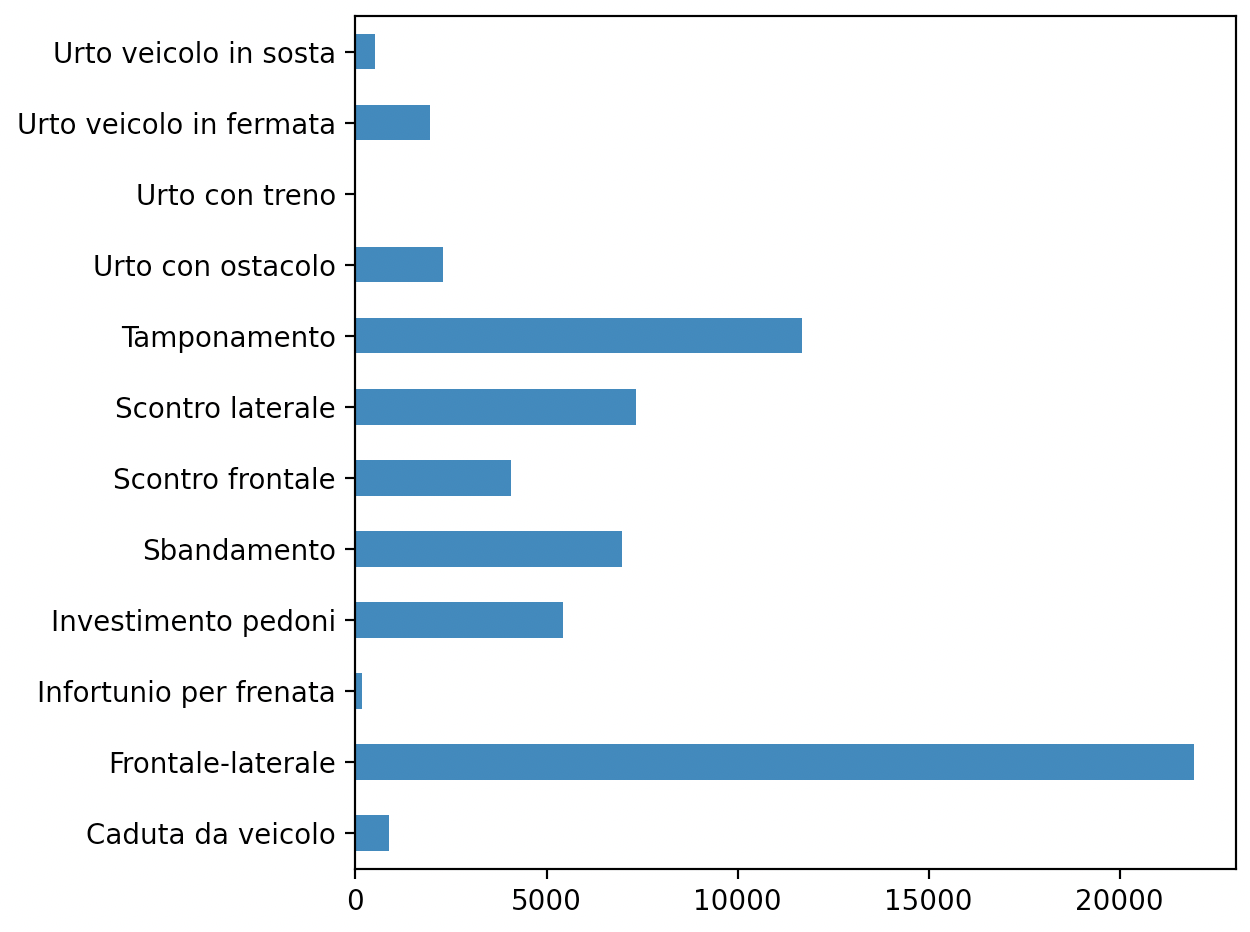 Urto veicolo in sosta
Urto veicolo in fermata
Urto con treno
Urto con ostacolo
Tamponamento
Scontro laterale
Scontro frontale
Sbandamento
Investimento pedoni
Infortunio per frenata
Frontale-laterale
Caduta da veicolo
0 5000 10000 15000 20000